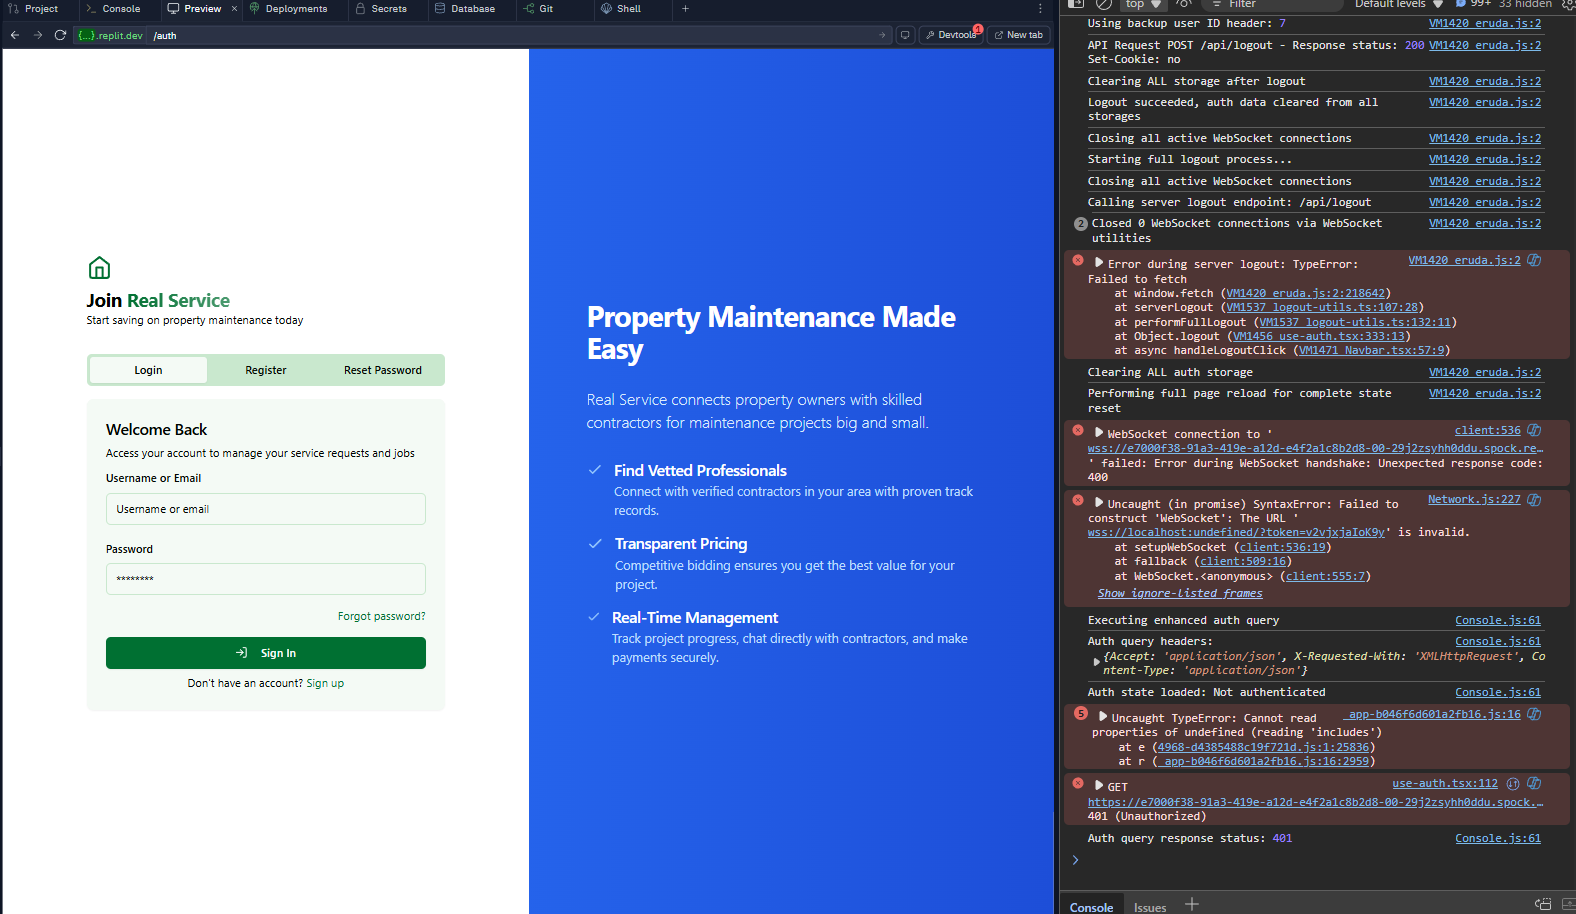 Project
Console
Preview ×
Deployments
Secrets
Database
Git
Shell
+
{...}.replit.dev
/auth
Devtools
1
New tab
Join Real Service
Start saving on property maintenance today
Login
Register
Reset Password
Welcome Back
Access your account to manage your service requests and jobs
Username or Email
Username or email
Password
********
Forgot password?
Sign In
Don't have an account? Sign up
Property Maintenance Made
Easy
Real Service connects property owners with skilled
contractors for maintenance projects big and small.
Find Vetted Professionals
Connect with verified contractors in your area with proven track
records.
Transparent Pricing
Competitive bidding ensures you get the best value for your
project.
Real-Time Management
Track project progress, chat directly with contractors, and make
payments securely.
top
Filter
Default levels
99+
33 hidden
Using backup user ID header: 7 VM1420 eruda.js:2
API Request POST /api/logout - Response status: 200 VM1420 eruda.js:2
Set-Cookie: no
Clearing ALL storage after logout VM1420 eruda.js:2
Logout succeeded, auth data cleared from all VM1420 eruda.js:2
storages
Closing all active WebSocket connections VM1420 eruda.js:2
Starting full logout process... VM1420 eruda.js:2
Closing all active WebSocket connections VM1420 eruda.js:2
Calling server logout endpoint: /api/logout VM1420 eruda.js:2
2 Closed 0 WebSocket connections via WebSocket VM1420 eruda.js:2
utilities
Error during server logout: TypeError: VM1420 eruda.js:2
Failed to fetch
at window.fetch (VM1420 eruda.js:2:218642)
at serverLogout (VM1537 logout-utils.ts:107:28)
at performFullLogout (VM1537 logout-utils.ts:132:11)
at Object.logout (VM1456 use-auth.tsx:333:13)
at async handleLogoutClick (VM1471 Navbar.tsx:57:9)
Clearing ALL auth storage VM1420 eruda.js:2
Performing full page reload for complete state VM1420 eruda.js:2
reset
WebSocket connection to ' client:536
wss://e7000f38-91a3-419e-a12d-e4f2a1c8b2d8-00-29j2zsyhh0ddu.spock.re…
' failed: Error during WebSocket handshake: Unexpected response code:
400
Uncaught (in promise) SyntaxError: Failed to Network.js:227
construct 'WebSocket': The URL '
wss://localhost:undefined/?token=v2vjxjaIoK9y' is invalid.
at setupWebSocket (client:536:19)
at fallback (client:509:16)
at WebSocket.<anonymous> (client:555:7)
Show ignore-listed frames
Executing enhanced auth query Console.js:61
Auth query headers: Console.js:61
{Accept: 'application/json', X-Requested-With: 'XMLHttpRequest', Co
ntent-Type: 'application/json'}
Auth state loaded: Not authenticated Console.js:61
5 Uncaught TypeError: Cannot read _app-b046f6d601a2fb16.js:16
properties of undefined (reading 'includes')
at e (4968-d4385488c19f721d.js:1:25836)
at r (_app-b046f6d601a2fb16.js:16:2959)
GET use-auth.tsx:112
https://e7000f38-91a3-419e-a12d-e4f2a1c8b2d8-00-29j2zsyhh0ddu.spock.…
401 (Unauthorized)
Auth query response status: 401 Console.js:61
Console
Issues